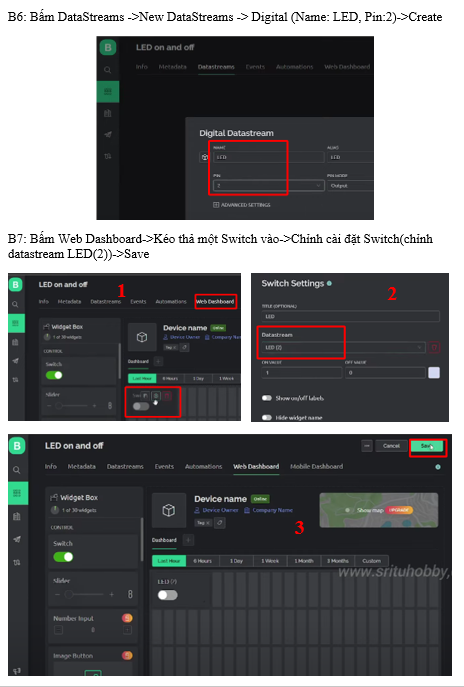 B6: Bấm DataStreams ->New DataStreams -> Digital (Name: LED, Pin:2)->Create
B
LED on and off
Info Metadata Datastreams Events Automations Web Dashboard
Digital Datastream
NAME ALIAS
LED LED
PIN PIN MODE
2 Output
ADVANCED SETTINGS
B7: Bấm Web Dashboard->Kéo thả một Switch vào->Chỉnh cài đặt Switch(chỉnh
datastream LED(2))->Save
B
LED on and off
1
Info Metadata Datastreams Events Automations Web Dashboard
Widget Box
1 of 30 widgets
CONTROL
Switch
Slider
8
Device name Online
Device Owner Company Name
Tag x
Dashboard +
Last Hour 6 Hours 1 Day 1 Week
Switch Settings
2
TITLE (OPTIONAL)
LED
Datastream
LED (2)
ON VALUE OFF VALUE
1 0
Show on/off labels
Hide widget name
B
LED on and off
... Cancel Save
Info Metadata Datastreams Events Automations Web Dashboard Mobile Dashboard
Widget Box
1 of 30 widgets
CONTROL
Switch
Slider
8
Number Input
8
Image Button
Device name Online
Device Owner Company Name
Tag x
3
Show map UPGRADE
Dashboard +
Last Hour 6 Hours 1 Day 1 Week 1 Month 3 Months Custom
www.srituhobby.
LED (2)